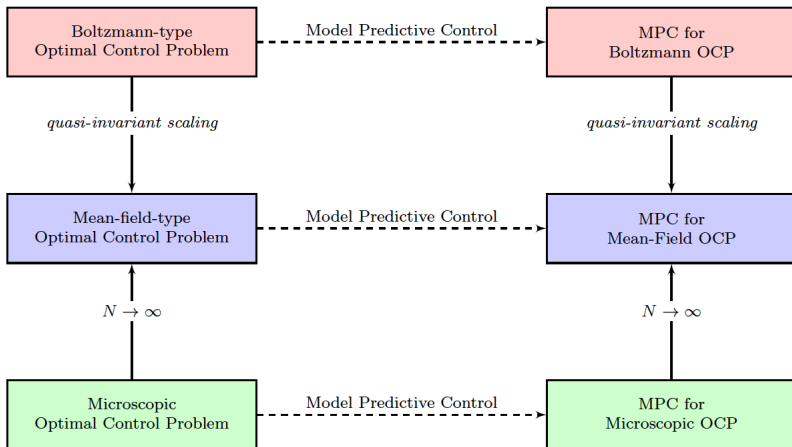 Boltzmann-type
Optimal Control Problem
Model Predictive Control
MPC for
Boltzmann OCP
quasi-invariant scaling
quasi-invariant scaling
Mean-field-type
Optimal Control Problem
Model Predictive Control
MPC for
Mean-Field OCP
N → ∞
N → ∞
Microscopic
Optimal Control Problem
Model Predictive Control
MPC for
Microscopic OCP